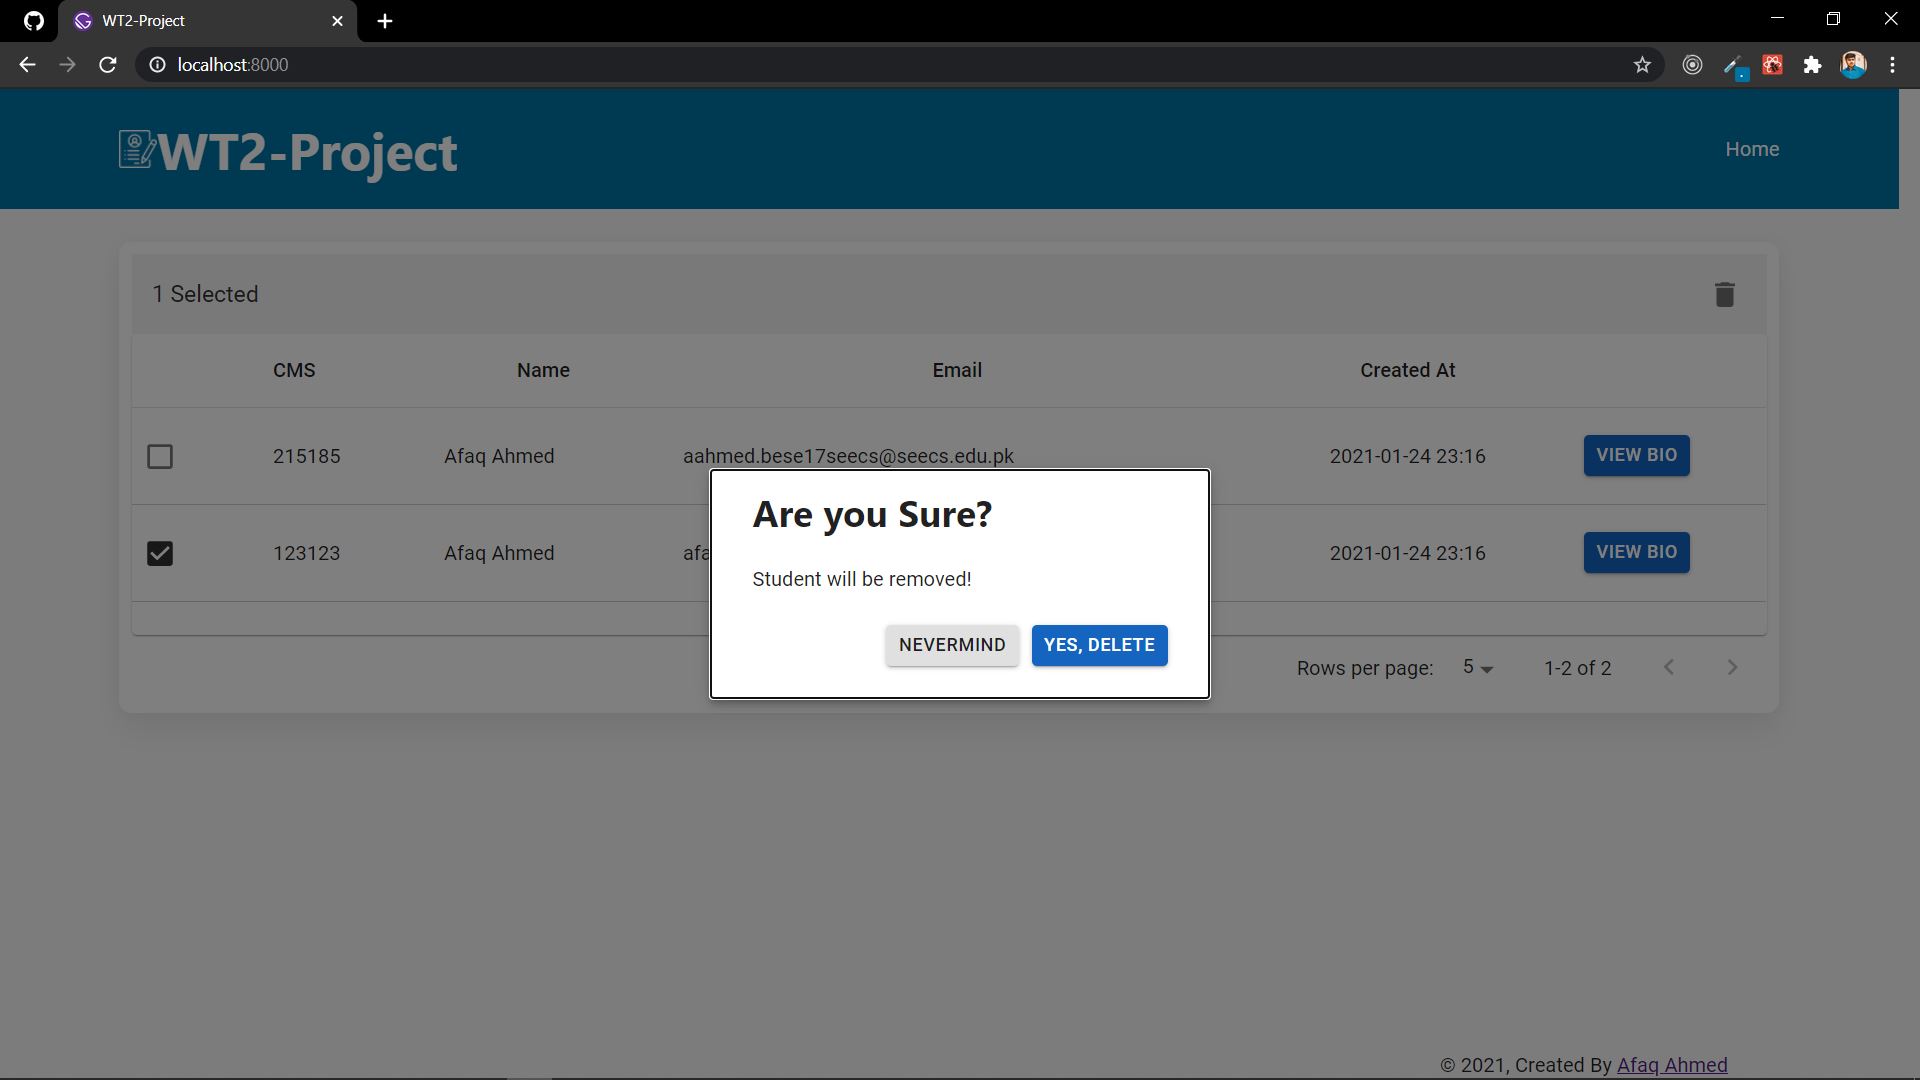 WT2-Project
localhost:8000
WT2-Project
Home
1 Selected
CMS Name Email Created At
215185 Afaq Ahmed aahmed.bese17seecs@seecs.edu.pk 2021-01-24 23:16 VIEW BIO
123123 Afaq Ahmed afa 2021-01-24 23:16 VIEW BIO
Are you Sure?
Student will be removed!
NEVERMIND YES, DELETE
Rows per page: 5 1-2 of 2
© 2021, Created By Afaq Ahmed